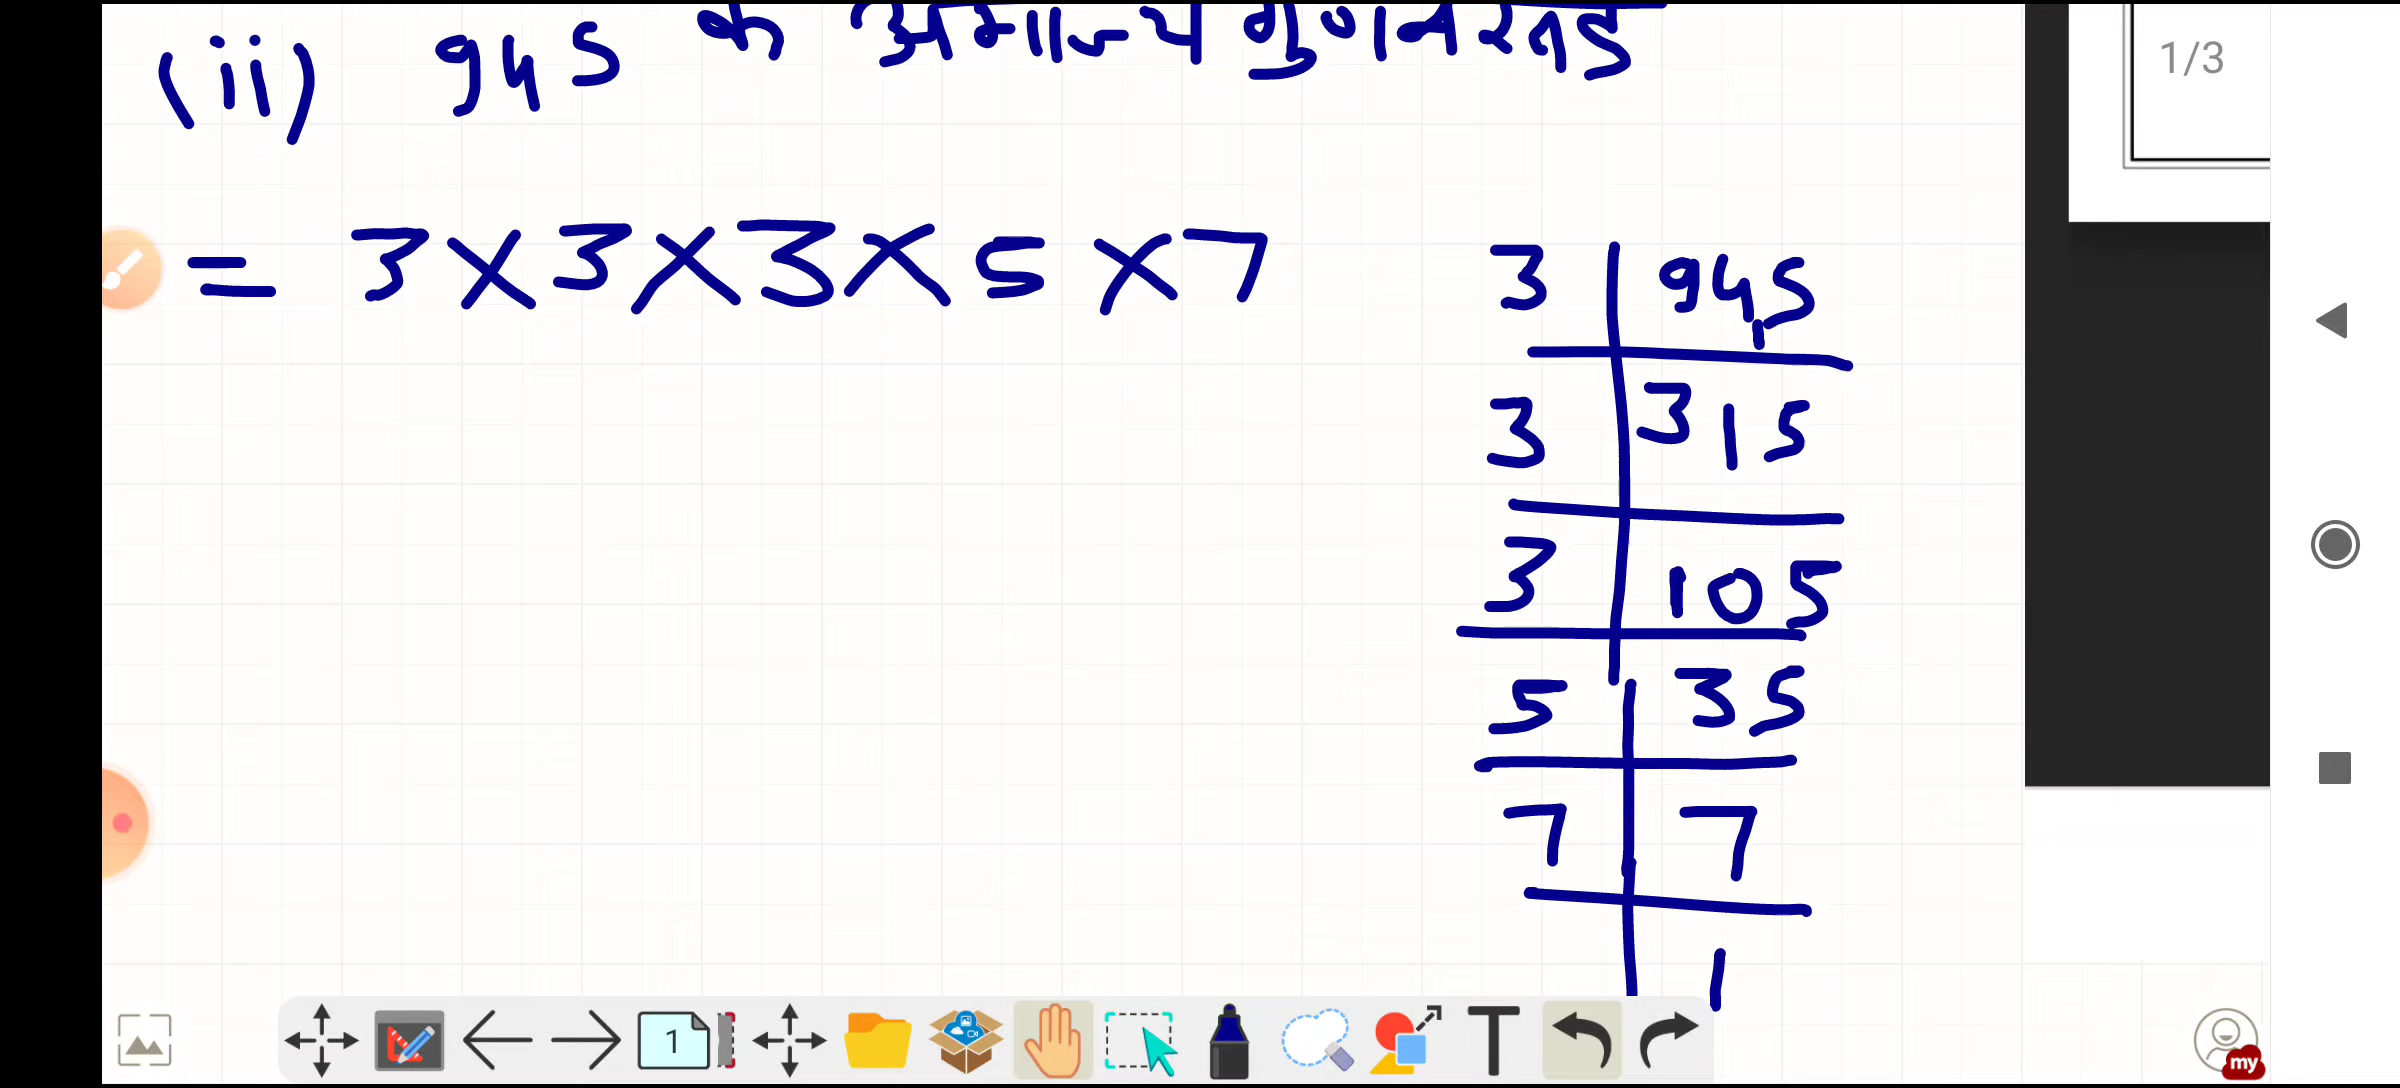 (ii) 945 के अभाज्य गुणनखंड
1/3
= 3 X 3 X 3 X 5 X 7
3 | 945
3 | 315
3 | 105
5 | 35
7 | 7
| 1
1
T
my